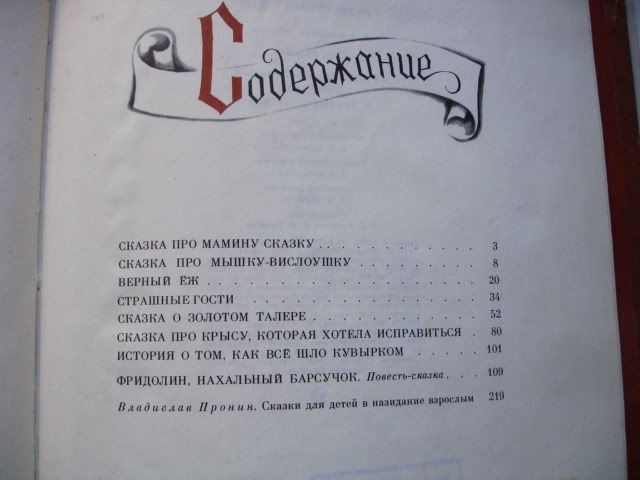 Содержание
СКАЗКА ПРО МАМИНУ СКАЗКУ . . . . . . . . . . . 3
СКАЗКА ПРО МЫШКУ-ВИСЛОУШКУ . . . . . . . . 8
ВЕРНЫЙ ЁЖ . . . . . . . . . . . . . . . . . 20
СТРАШНЫЕ ГОСТИ . . . . . . . . . . . . . . 34
СКАЗКА О ЗОЛОТОМ ТАЛЕРЕ . . . . . . . . . . 52
СКАЗКА ПРО КРЫСУ, КОТОРАЯ ХОТЕЛА ИСПРАВИТЬСЯ . 80
ИСТОРИЯ О ТОМ, КАК ВСЁ ШЛО КУВЫРКОМ . . . . . 101
ФРИДОЛИН, НАХАЛЬНЫЙ БАРСУЧОК. Повесть-сказка . . . 109
Владислав Пронин. Сказки для детей в назидание взрослым 219